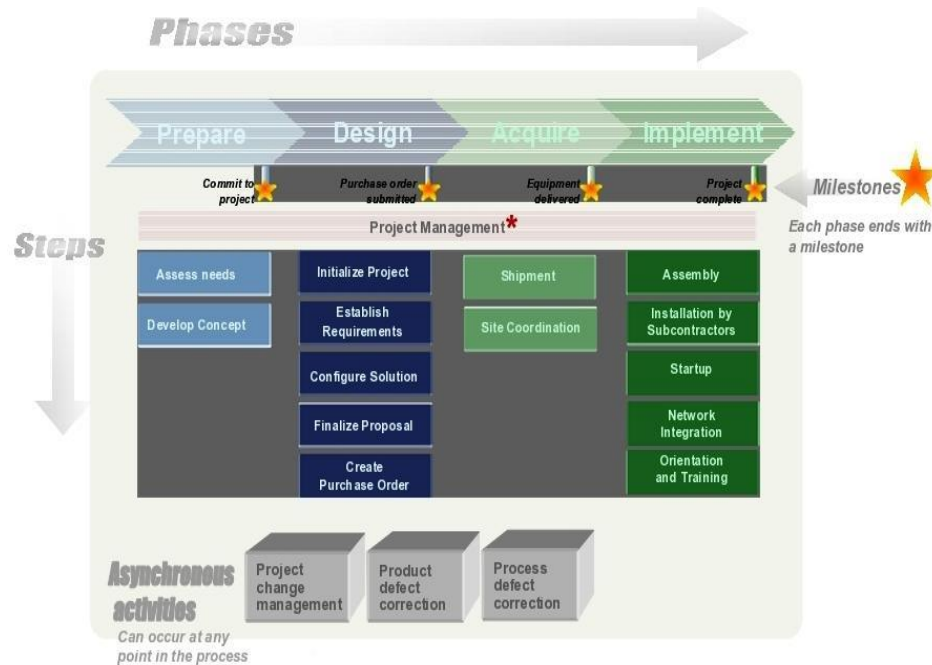 Phases
Prepare
Design
Acquire
Implement
Commit to
project
Purchase order
submitted
Equipment
delivered
Project
complete
Milestones
Each phase ends with
a milestone
Project Management*
Steps
Assess needs
Develop Concept
Initialize Project
Establish
Requirements
Configure Solution
Finalize Proposal
Create
Purchase Order
Shipment
Site Coordination
Assembly
Installation by
Subcontractors
Startup
Network
Integration
Orientation
and Training
Asynchronous
activities
Can occur at any
point in the process
Project
change
management
Product
defect
correction
Process
defect
correction